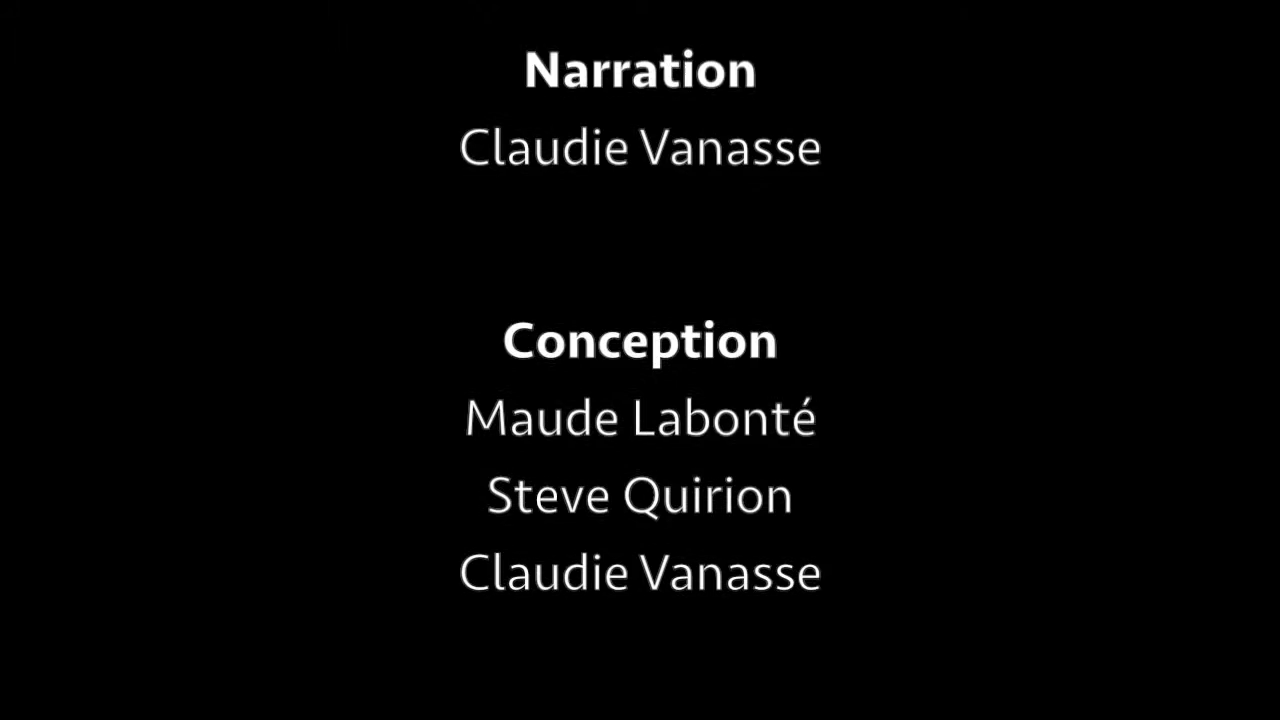 Narration
Claudie Vanasse
Conception
Maude Labonté
Steve Quirion
Claudie Vanasse